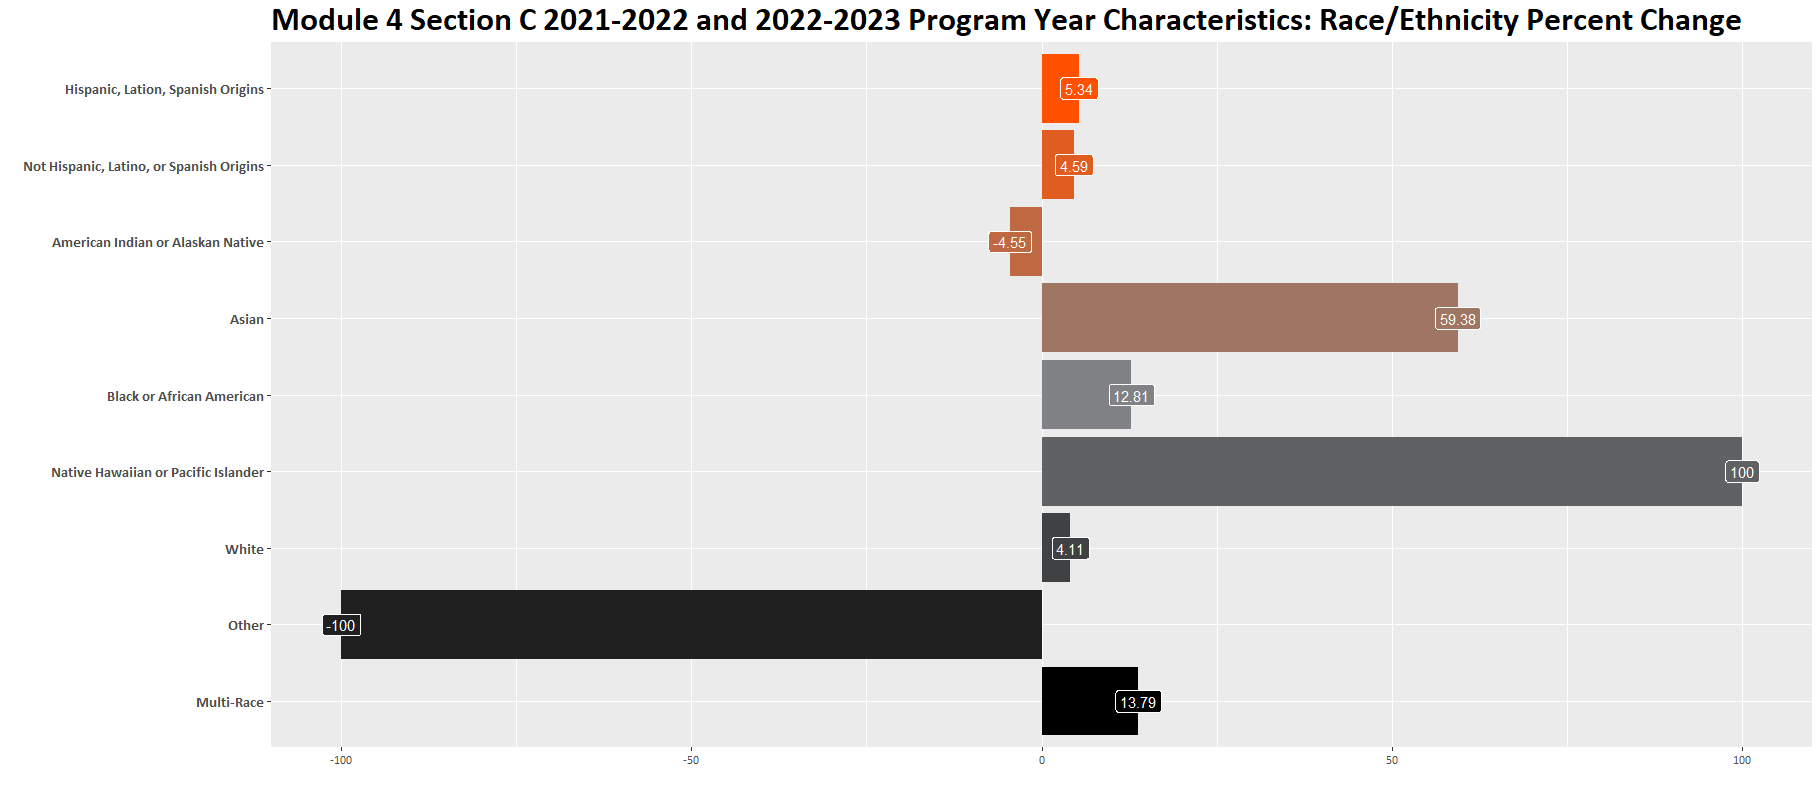 Module 4 Section C 2021-2022 and 2022-2023 Program Year Characteristics: Race/Ethnicity Percent Change
Hispanic, Lation, Spanish Origins 5.34
Not Hispanic, Latino, or Spanish Origins 4.59
American Indian or Alaskan Native -4.55
Asian 59.38
Black or African American 12.81
Native Hawaiian or Pacific Islander 100
White 4.11
Other -100
Multi-Race 13.79
-100 -50 0 50 100